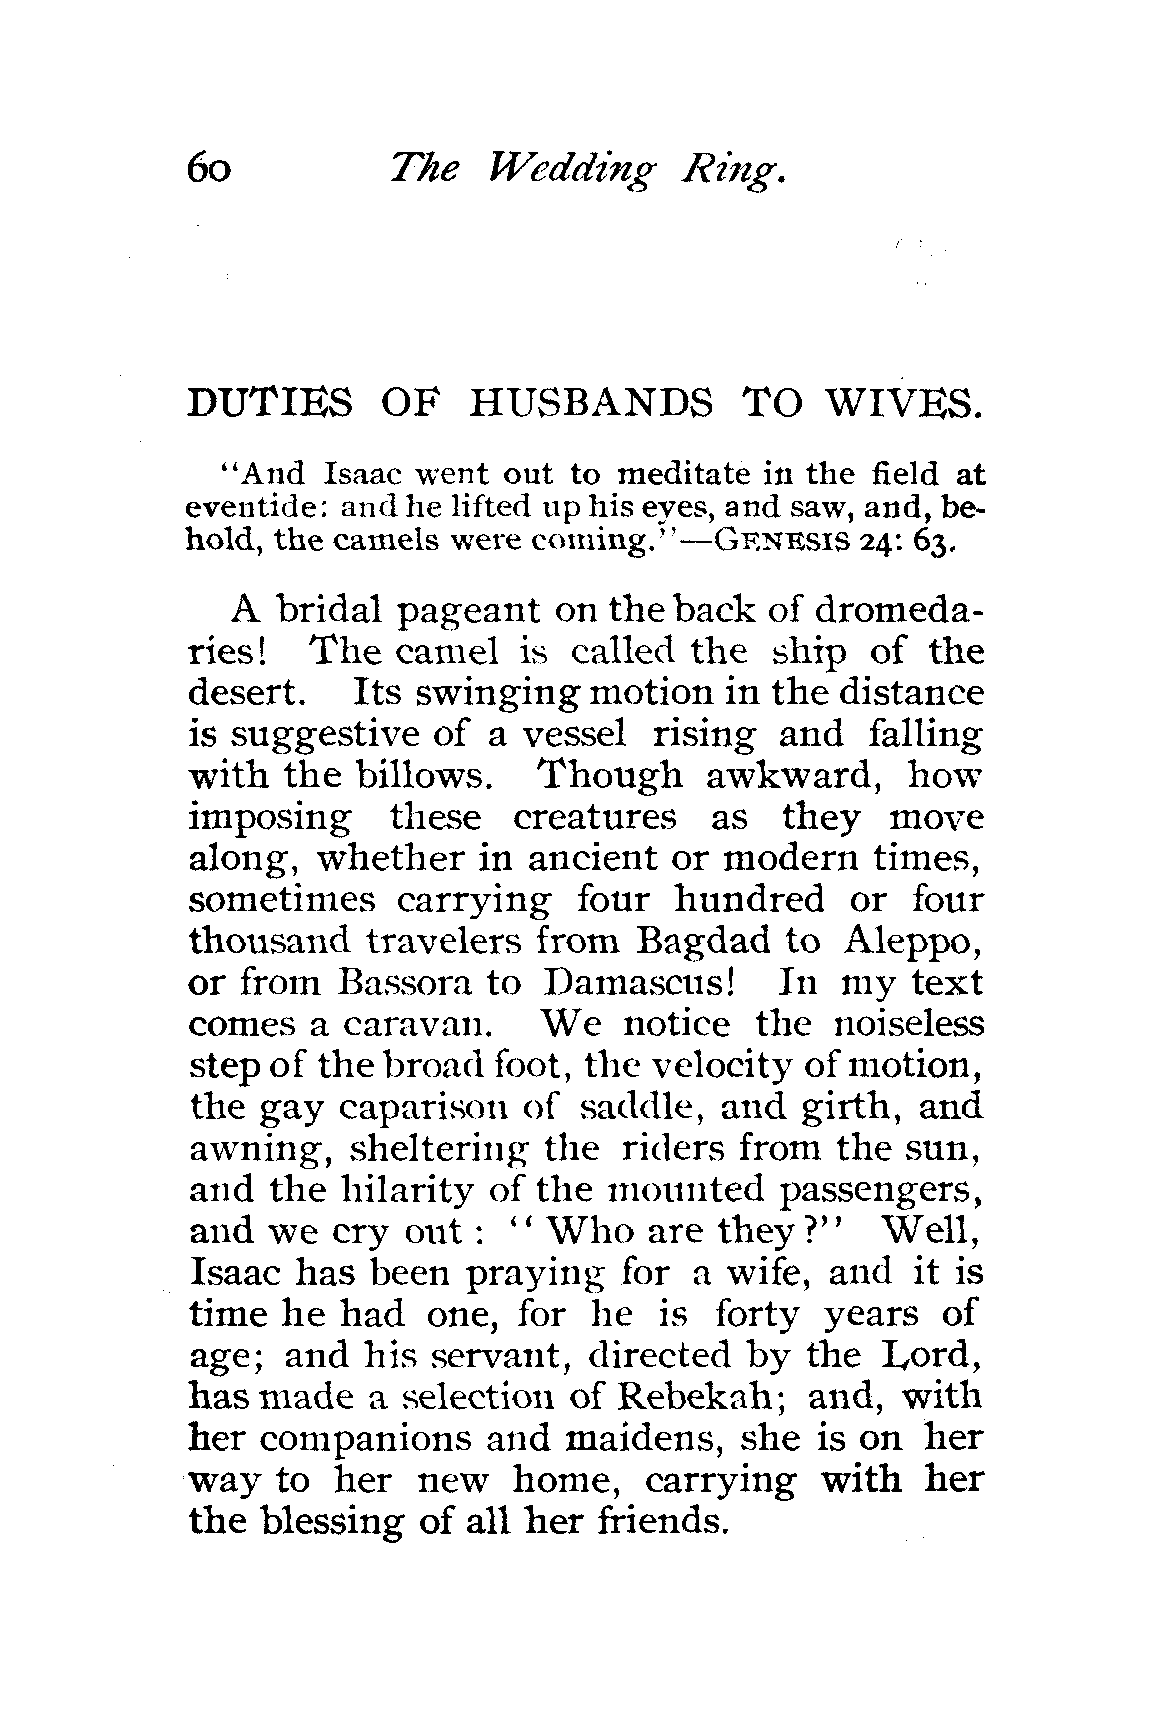 60 The Wedding Ring.
DUTIES OF HUSBANDS TO WIVES.
"And Isaac went out to meditate in the field at
eventide: and he lifted up his eyes, and saw, and, be-
hold, the camels were coming."—GENESIS 24: 63.
A bridal pageant on the back of dromeda-
ries! The camel is called the ship of the
desert. Its swinging motion in the distance
is suggestive of a vessel rising and falling
with the billows. Though awkward, how
imposing these creatures as they move
along, whether in ancient or modern times,
sometimes carrying four hundred or four
thousand travelers from Bagdad to Aleppo,
or from Bassora to Damascus! In my text
comes a caravan. We notice the noiseless
step of the broad foot, the velocity of motion,
the gay caparison of saddle, and girth, and
awning, sheltering the riders from the sun,
and the hilarity of the mounted passengers,
and we cry out : "Who are they?" Well,
Isaac has been praying for a wife, and it is
time he had one, for he is forty years of
age; and his servant, directed by the Lord,
has made a selection of Rebekah; and, with
her companions and maidens, she is on her
way to her new home, carrying with her
the blessing of all her friends.